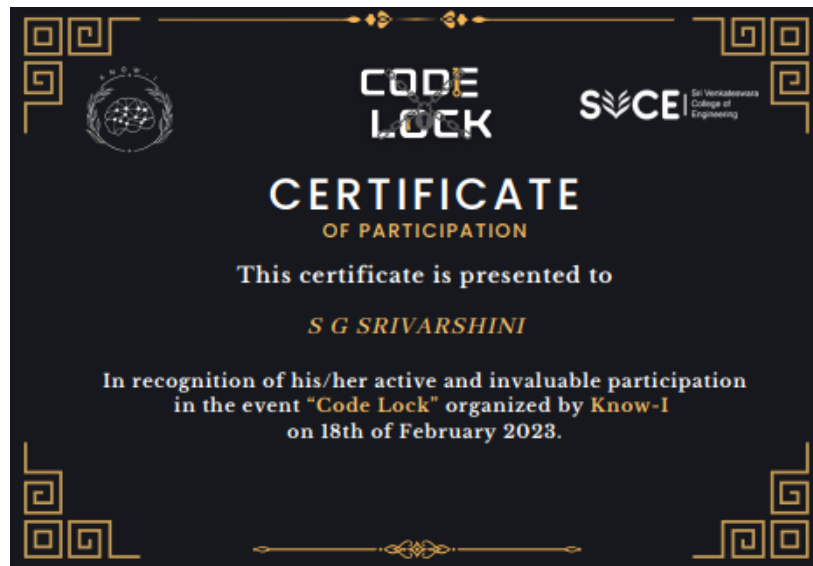 KNOW-I
CODE
LOCK
SVCE
Sri Venkateswara
College of
Engineering
CERTIFICATE
OF PARTICIPATION
This certificate is presented to
S G SRIVARSHINI
In recognition of his/her active and invaluable participation
in the event “Code Lock” organized by Know-I
on 18th of February 2023.